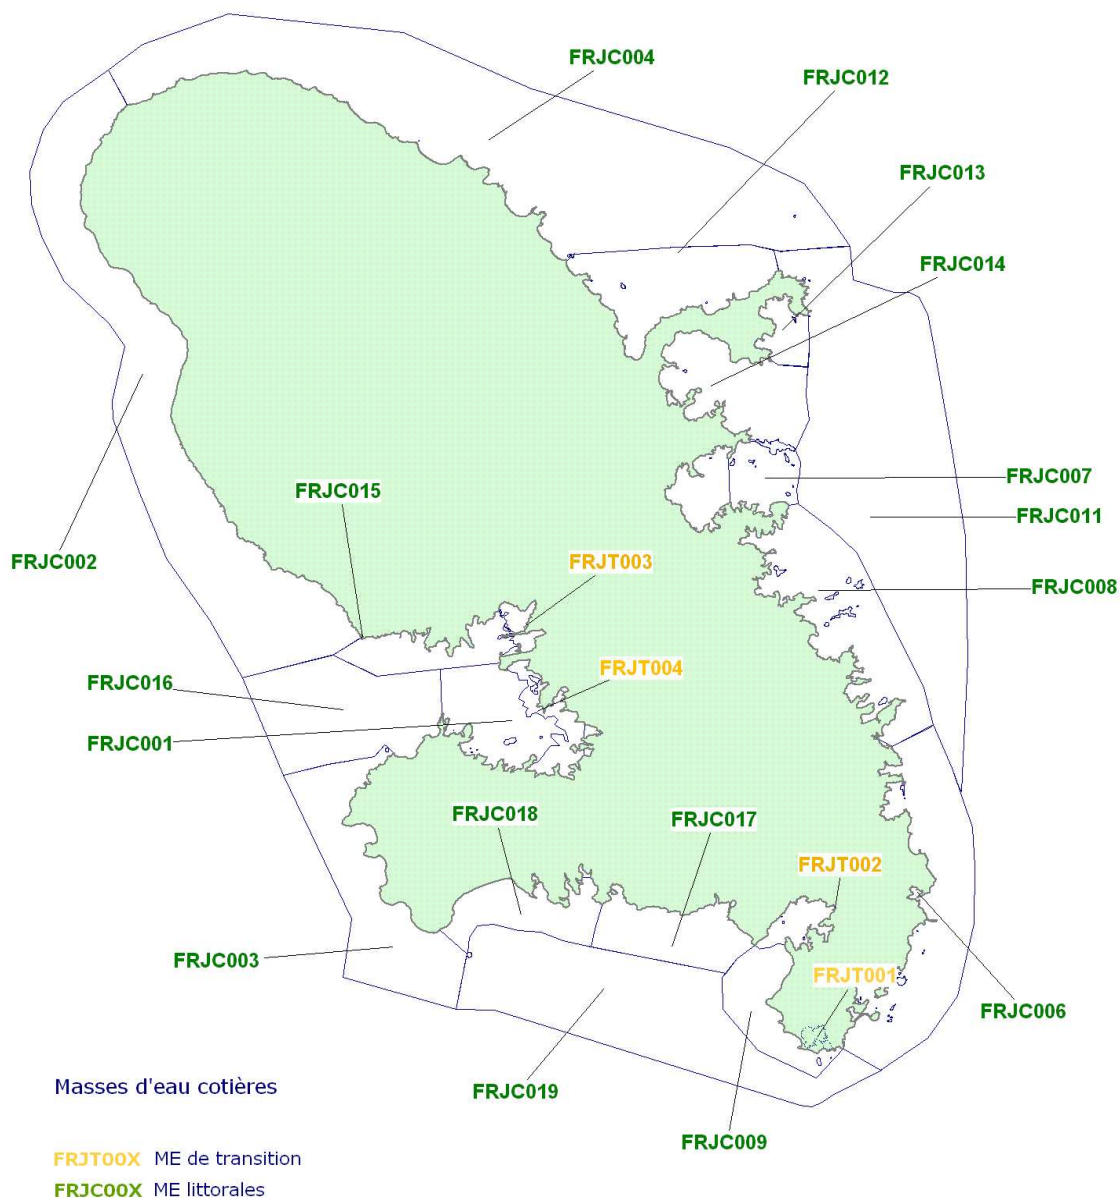 FRJC004
FRJC012
FRJC013
FRJC014
FRJC007
FRJC015
FRJC011
FRJC002
FRJT003
FRJC008
FRJT004
FRJC016
FRJC001
FRJC018
FRJC017
FRJT002
FRJC003
FRJT001
FRJC006
Masses d'eau cotières
FRJC019
FRJC009
FRJT00X ME de transition
FRJC00X ME littorales